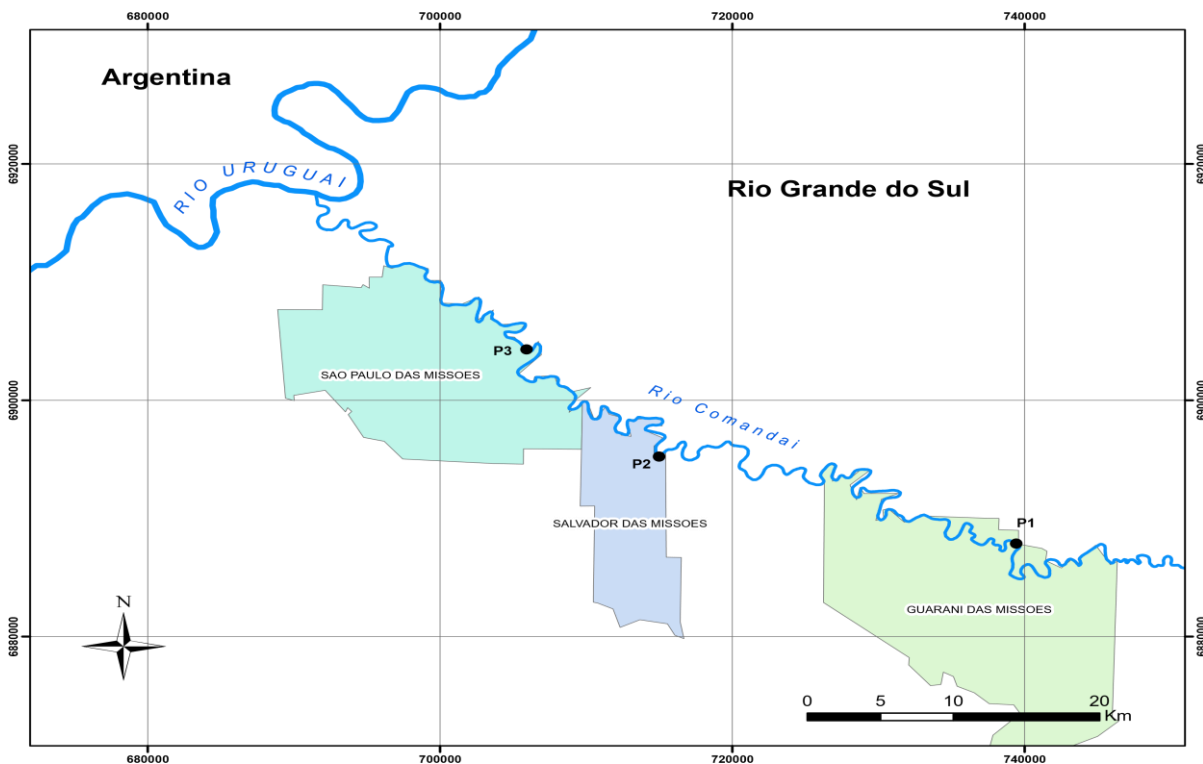 680000
700000
720000
740000
Argentina
6920000
6920000
RIO URUGUAI
Rio Grande do Sul
P3
SAO PAULO DAS MISSOES
6900000
6900000
Rio Comandai
P2
SALVADOR DAS MISSOES
P1
GUARANI DAS MISSOES
N
6880000
6880000
0 5 10 20
Km
680000
700000
720000
740000